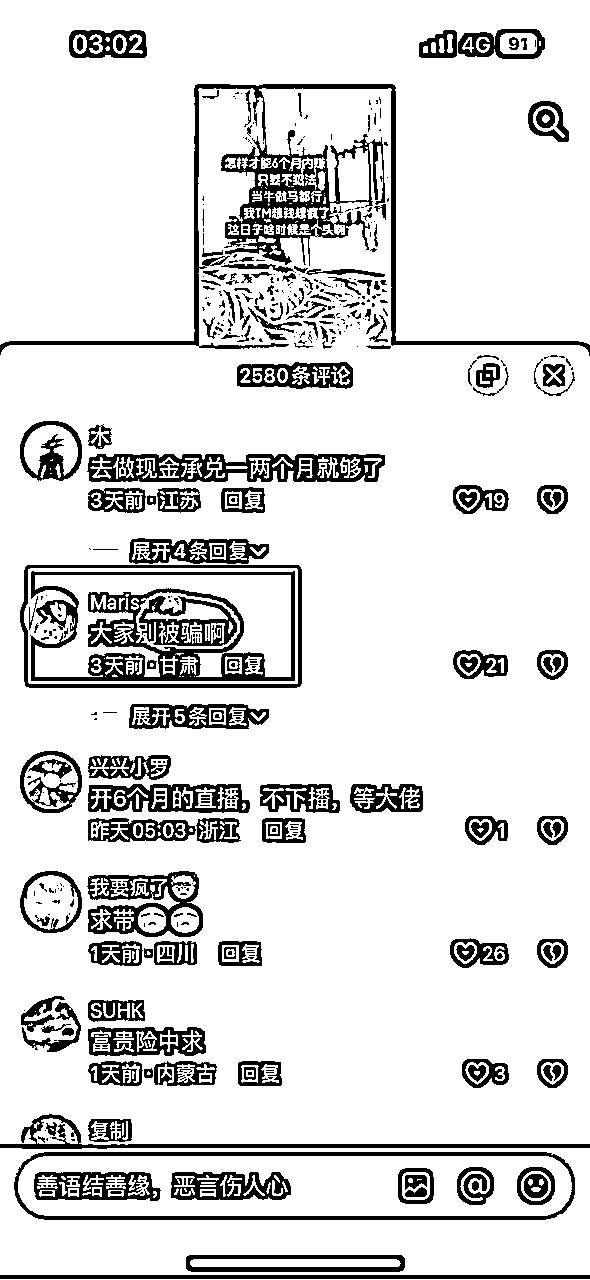 03:02
4G 91
怎样才能6个月内赚
只要不犯法
当牛做马都行
我TM想钱想疯了
这日子啥时候是个头啊
2580条评论
木
去做现金承兑一两个月就够了
3天前·江苏 回复
19
展开4条回复
Marisa
大家别被骗啊
3天前·甘肃 回复
21
展开5条回复
兴兴小罗
开6个月的直播，不下播，等大佬
昨天05:03·浙江 回复
1
我要疯了
求带
1天前·四川 回复
26
SUHK
富贵险中求
1天前·内蒙古 回复
3
复制
善语结善缘，恶言伤人心